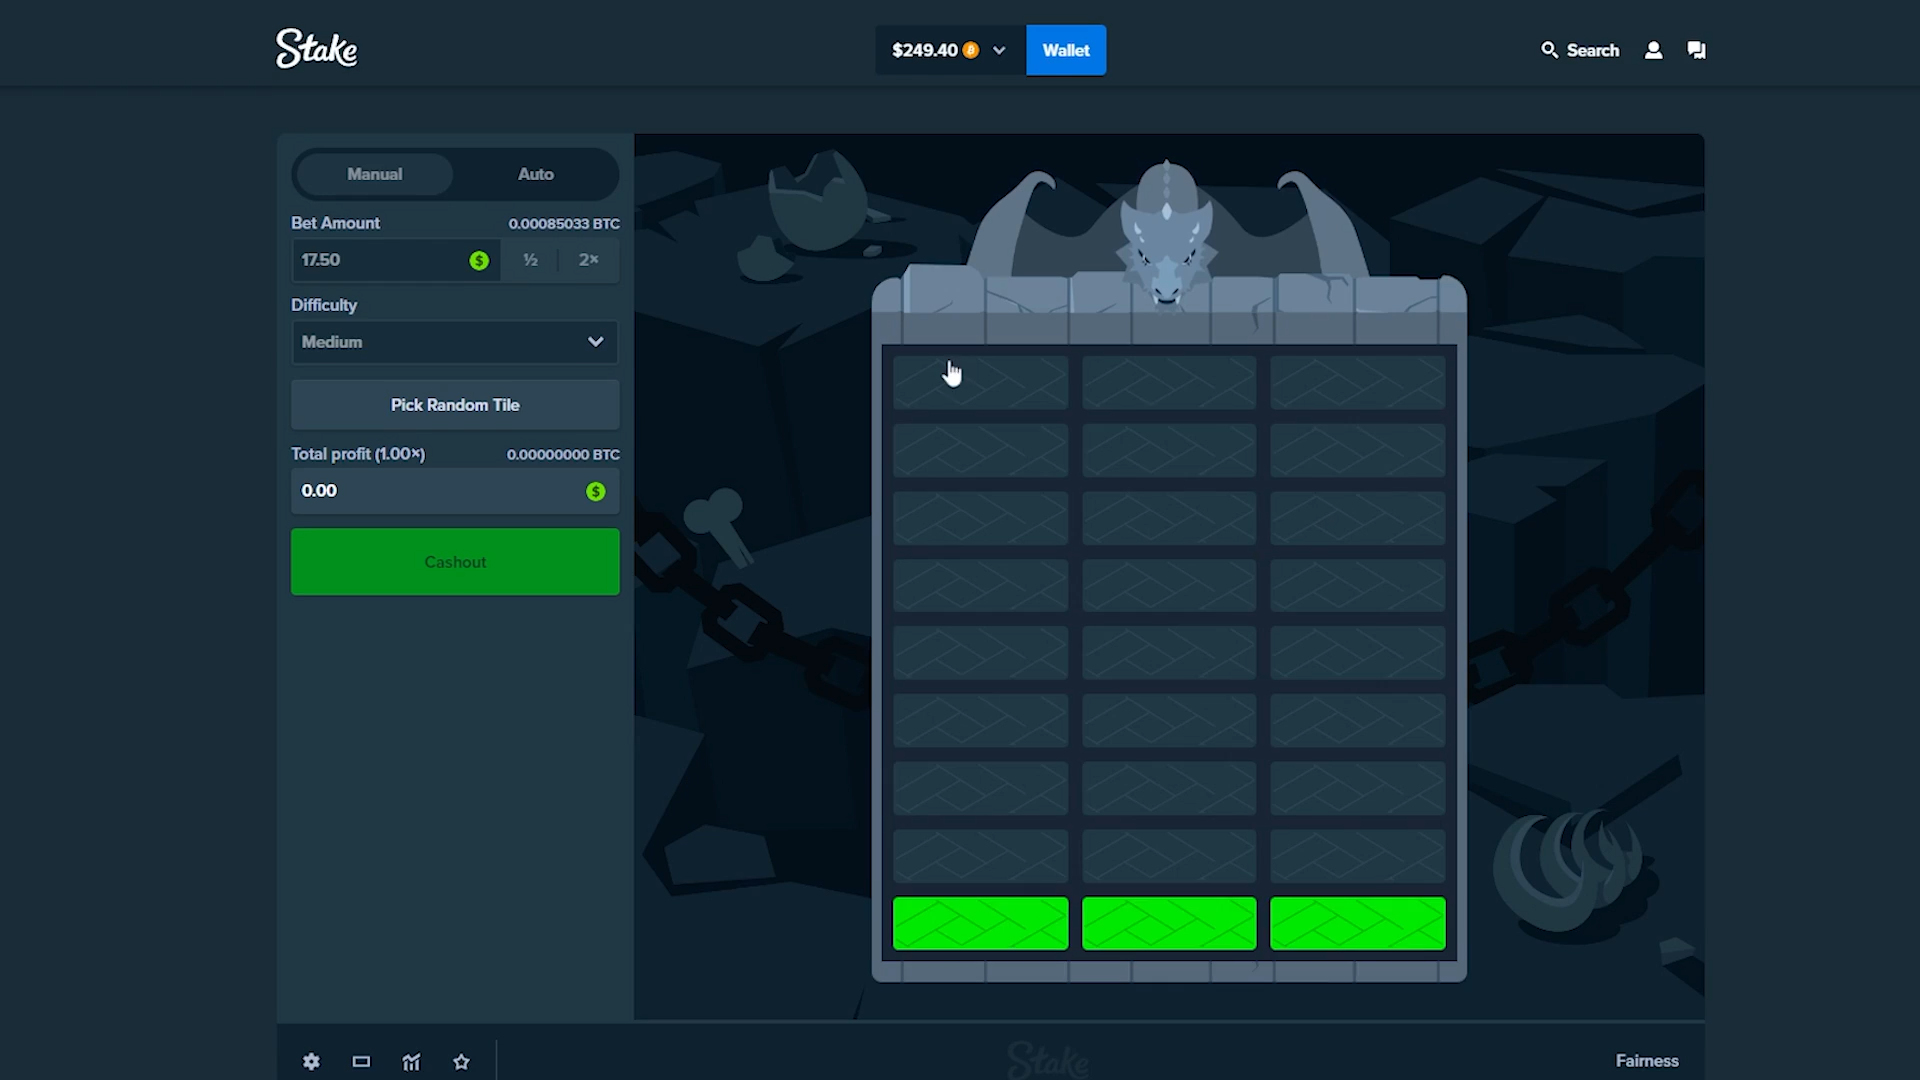 Stake
$249.40
Wallet
Search
Manual
Auto
Bet Amount
0.00085033 BTC
17.50
$
½
2×
Difficulty
Medium
Pick Random Tile
Total profit (1.00×)
0.00000000 BTC
0.00
$
Cashout
Stake
Fairness